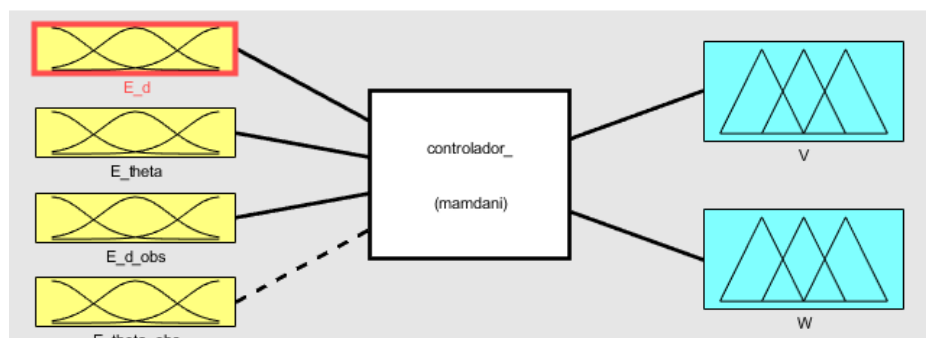 E_d
E_theta
E_d_obs
controlador_
(mamdani)
V
W